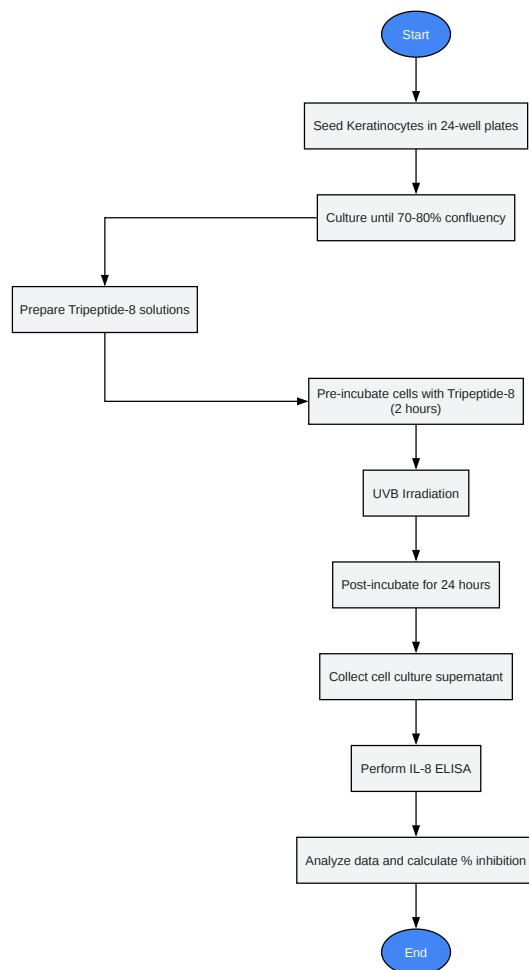 Start
Seed Keratinocytes in 24-well plates
Culture until 70-80% confluency
Prepare Tripeptide-8 solutions
Pre-incubate cells with Tripeptide-8
(2 hours)
UVB Irradiation
Post-incubate for 24 hours
Collect cell culture supernatant
Perform IL-8 ELISA
Analyze data and calculate % inhibition
End